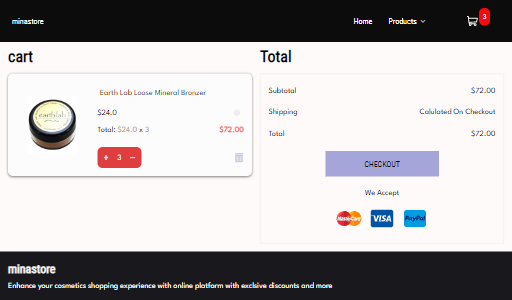 minastore
Home Products
3
cart
Total
earthlab
Earth Lab Loose Mineral Bronzer
$24.0
Total: $24.0 x 3 $72.00
+ 3 −
Subtotal $72.00
Shipping Calulated On Checkout
Total $72.00
CHECKOUT
We Accept
MasterCard VISA PayPal
minastore
Enhance your cosmetics shopping experience with online platform with exclsive discounts and more